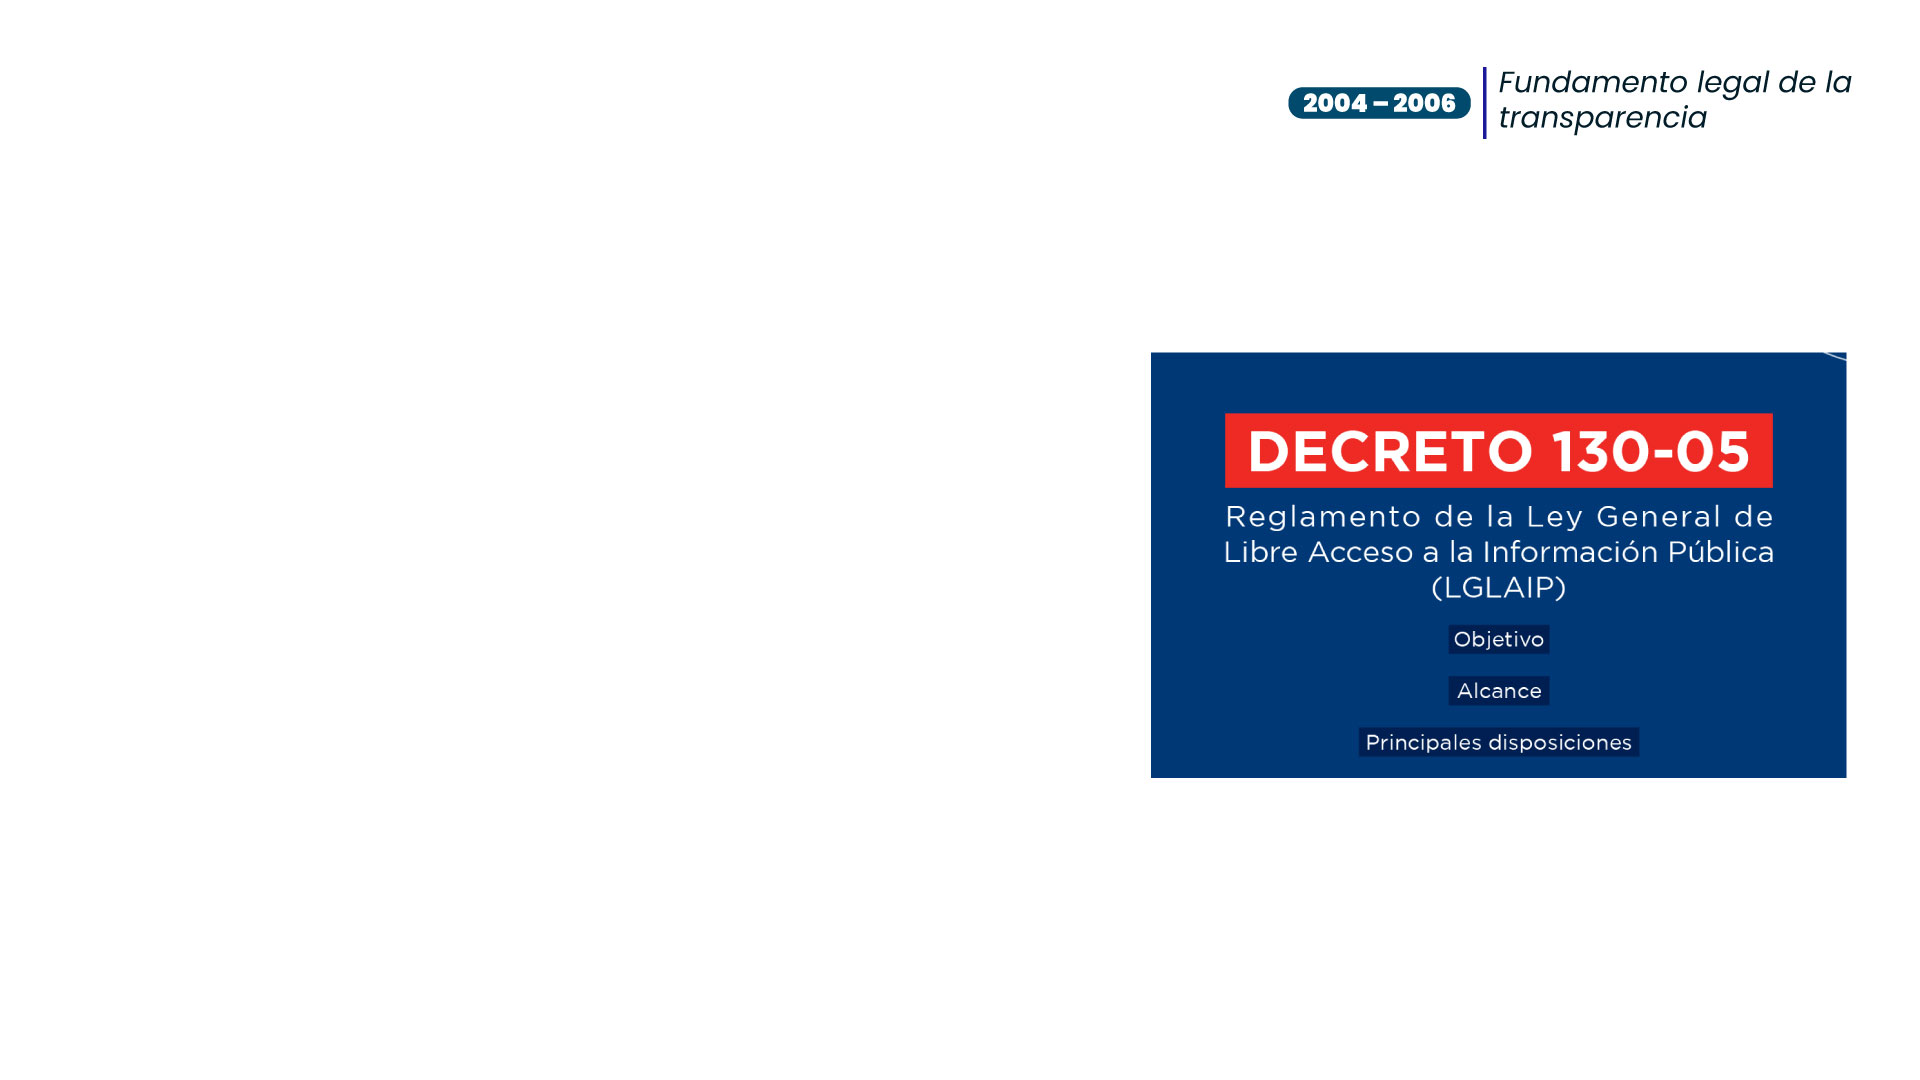 2004 – 2006
Fundamento legal de la
transparencia
DECRETO 130-05
Reglamento de la Ley General de
Libre Acceso a la Información Pública
(LGLAIP)
Objetivo
Alcance
Principales disposiciones